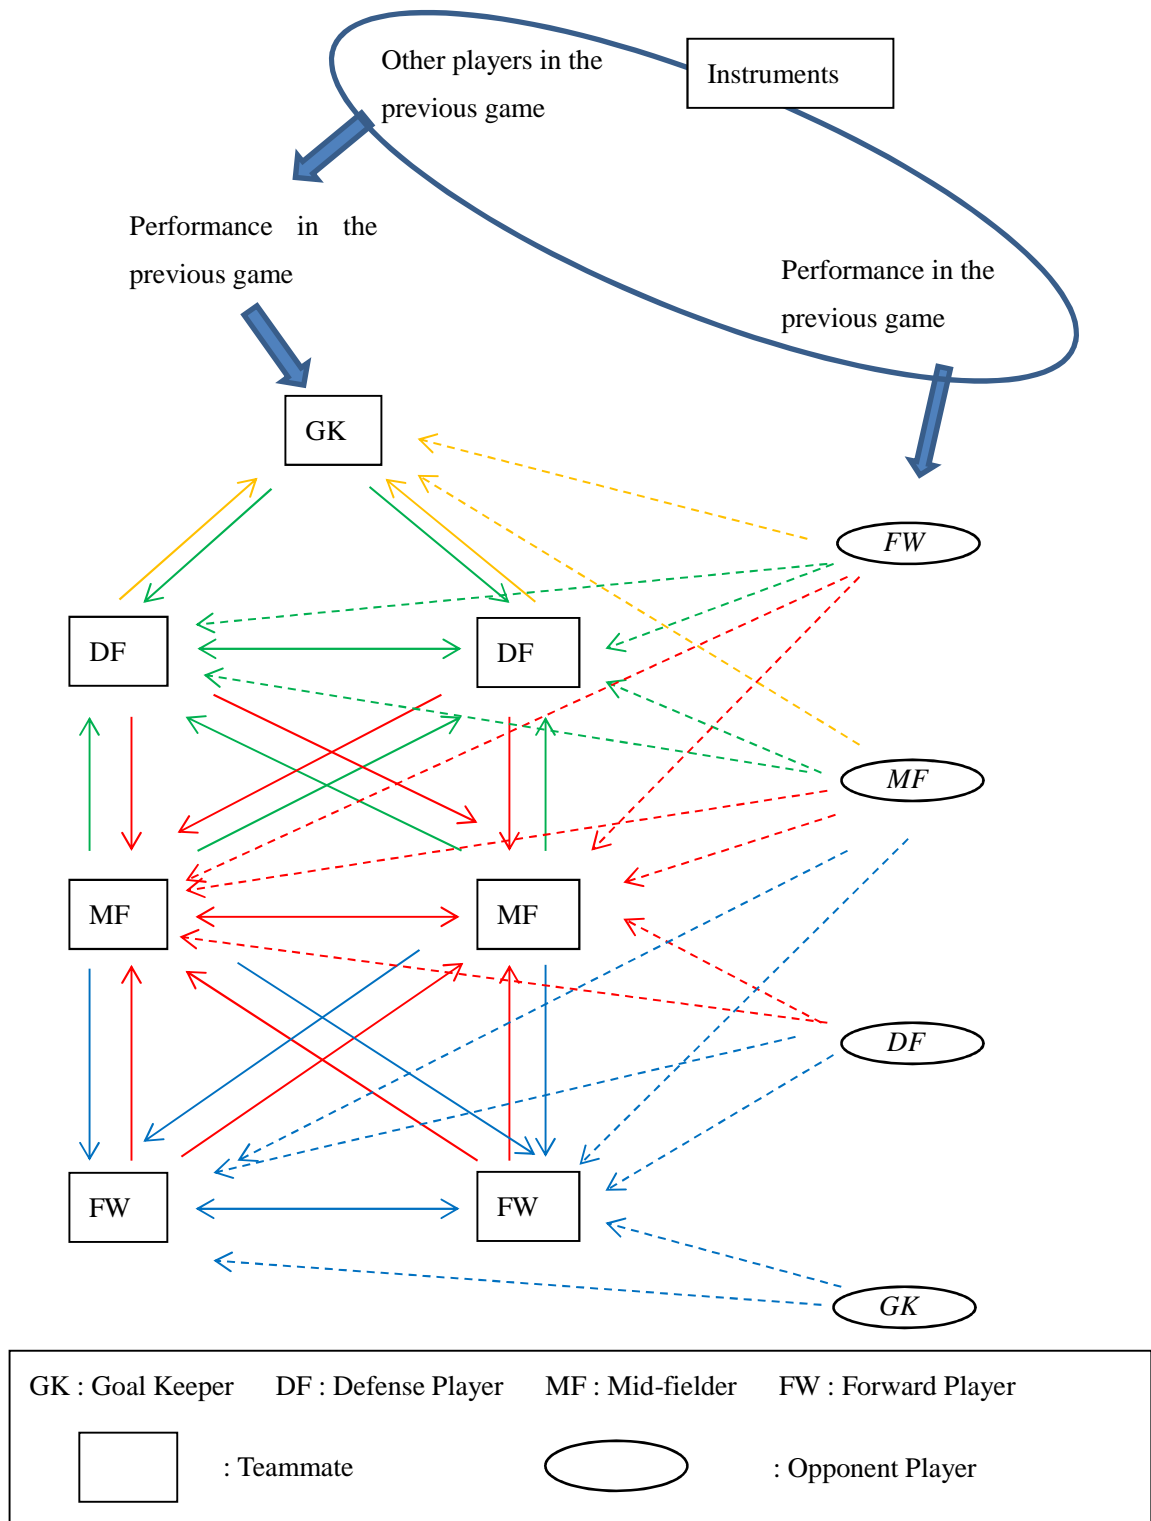 Other players in the
previous game
Instruments
Performance in the
previous game
Performance in the
previous game
GK
FW
DF
DF
MF
MF
MF
DF
FW
FW
GK
GK : Goal Keeper DF : Defense Player MF : Mid-fielder FW : Forward Player
: Teammate
: Opponent Player